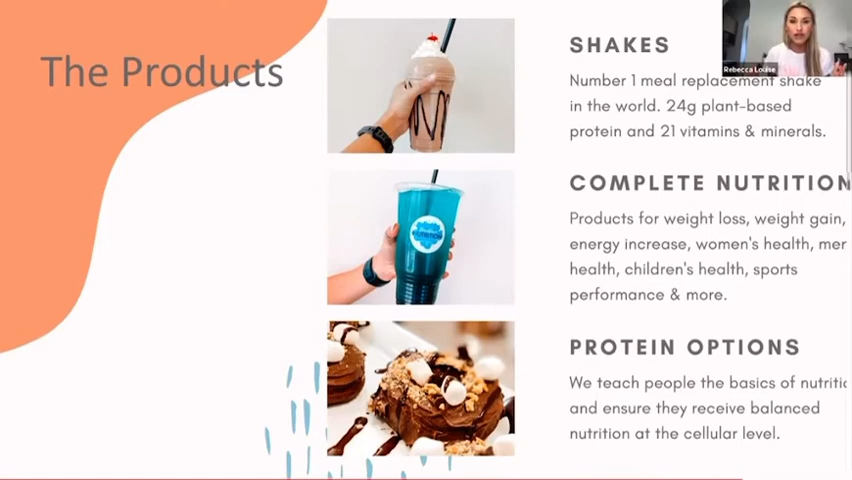 The Products
SHAKES
Rebecca Louise
Number 1 meal replacement shake
in the world. 24g plant-based
protein and 21 vitamins & minerals.
COMPLETE NUTRITION
Products for weight loss, weight gain,
energy increase, women's health, mer
health, children's health, sports
performance & more.
NUTRITION
PROTEIN OPTIONS
We teach people the basics of nutritic
and ensure they receive balanced
nutrition at the cellular level.